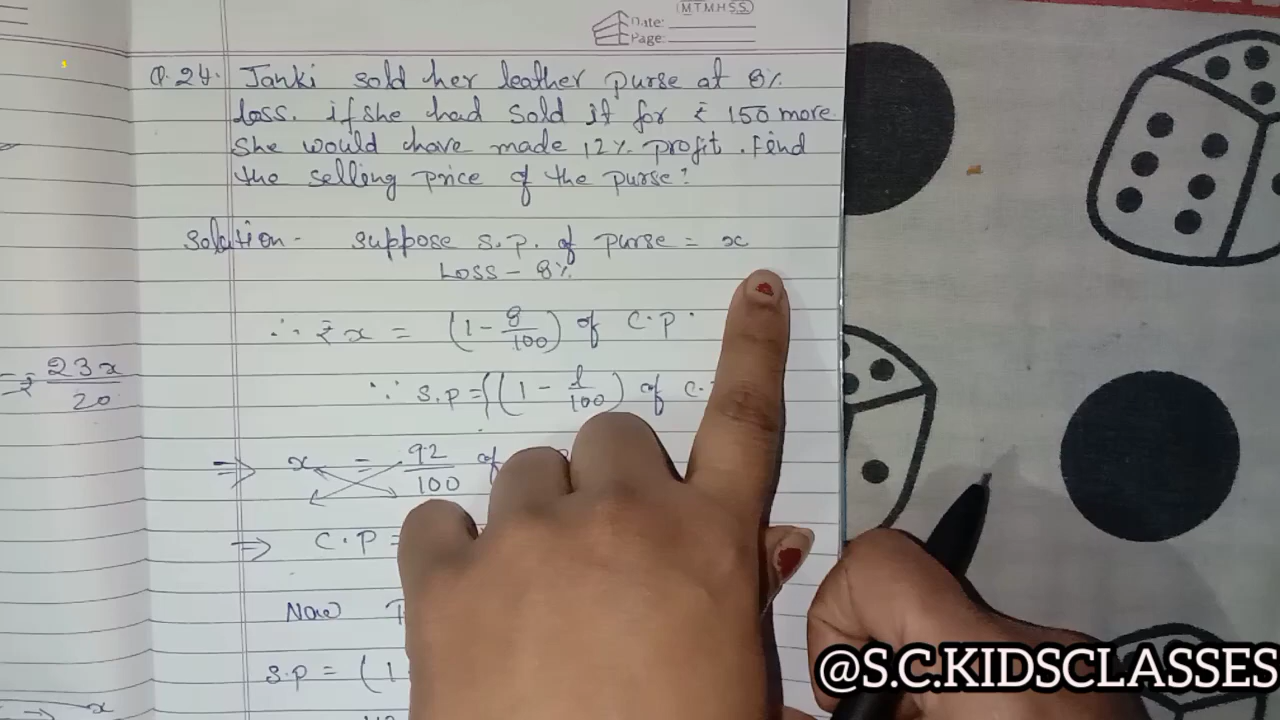 MTMHSS
Date:
Page:
Q.24. Janki sold her leather purse at 8%
loss. if she had sold it for ₹ 150 more
she would have made 12% profit. Find
the selling price of the purse?
Solation- suppose s.p. of purse = x
Loss - 8%
∴ ₹ x = (1 - 8/100) of C.P.
∵ s.p = ((1 - l/100) of c.
⇒ ₹ 23x/20
⇒ x = 92/100 of
⇒ C.P =
Now
s.p = (1
x
@S.C.KIDSCLASSES